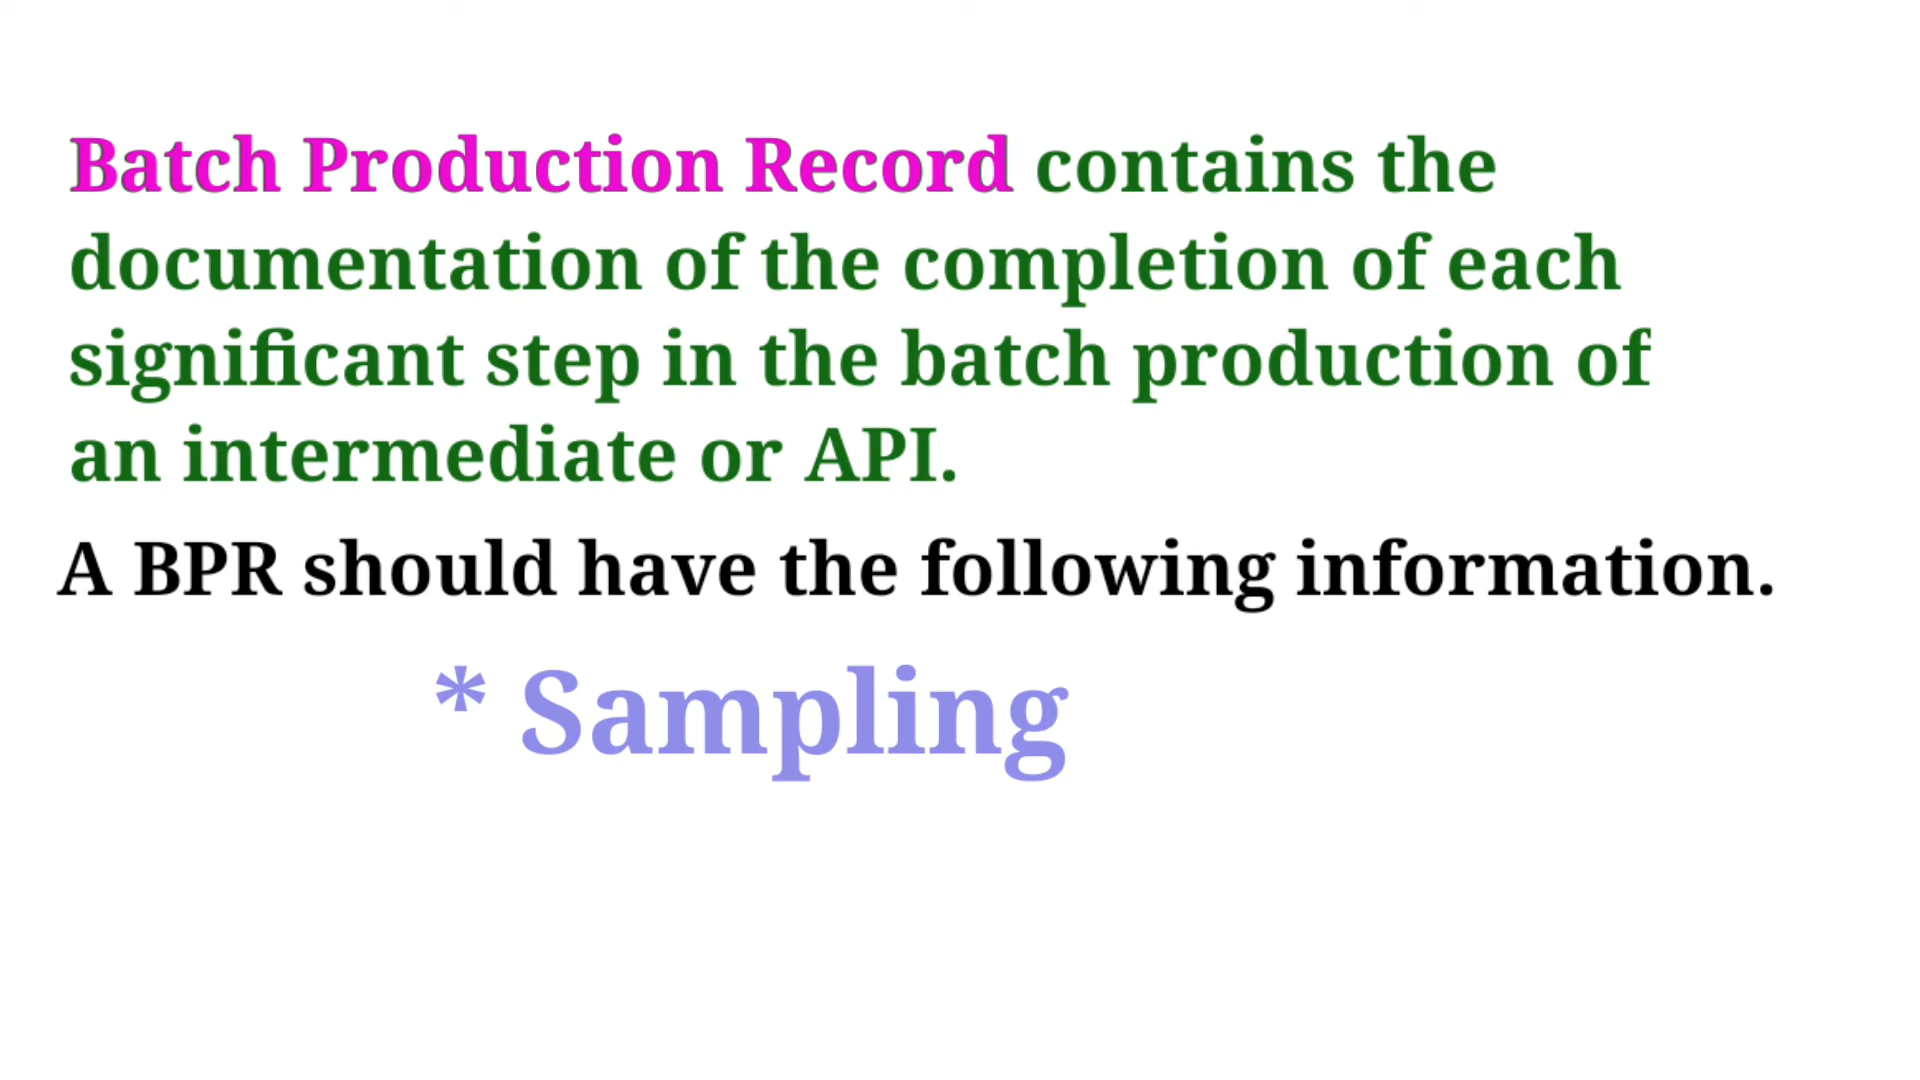 Batch Production Record contains the
documentation of the completion of each
significant step in the batch production of
an intermediate or API.
A BPR should have the following information.
* Sampling